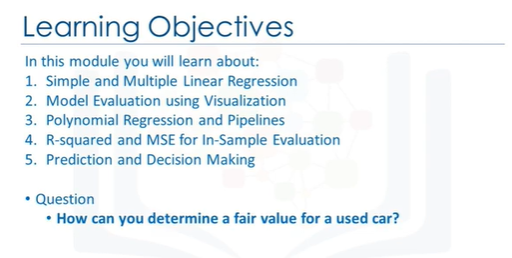 Learning Objectives
In this module you will learn about:
1. Simple and Multiple Linear Regression
2. Model Evaluation using Visualization
3. Polynomial Regression and Pipelines
4. R-squared and MSE for In-Sample Evaluation
5. Prediction and Decision Making
• Question
• How can you determine a fair value for a used car?